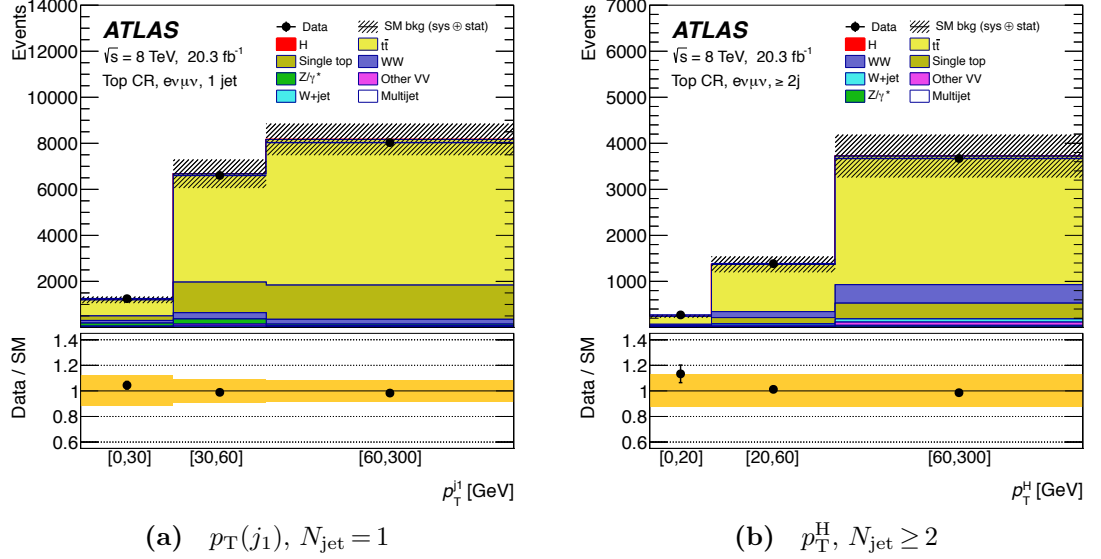 Events
14000
12000
10000
8000
6000
4000
2000
ATLAS
√s = 8 TeV, 20.3 fb⁻¹
Top CR, eνμν, 1 jet
Data
SM bkg (sys ⊕ stat)
H
tt̄
Single top
WW
Z/γ*
Other VV
W+jet
Multijet
Data / SM
1.4
1.2
1
0.8
0.6
[0,30] [30,60] [60,300]
p_T^j1 [GeV]
(a) p_T(j₁), N_jet = 1
Events
7000
6000
5000
4000
3000
2000
1000
ATLAS
√s = 8 TeV, 20.3 fb⁻¹
Top CR, eνμν, ≥ 2j
Data
SM bkg (sys ⊕ stat)
H
tt̄
WW
Single top
W+jet
Other VV
Z/γ*
Multijet
Data / SM
1.4
1.2
1
0.8
0.6
[0,20] [20,60] [60,300]
p_T^H [GeV]
(b) p_T^H, N_jet ≥ 2